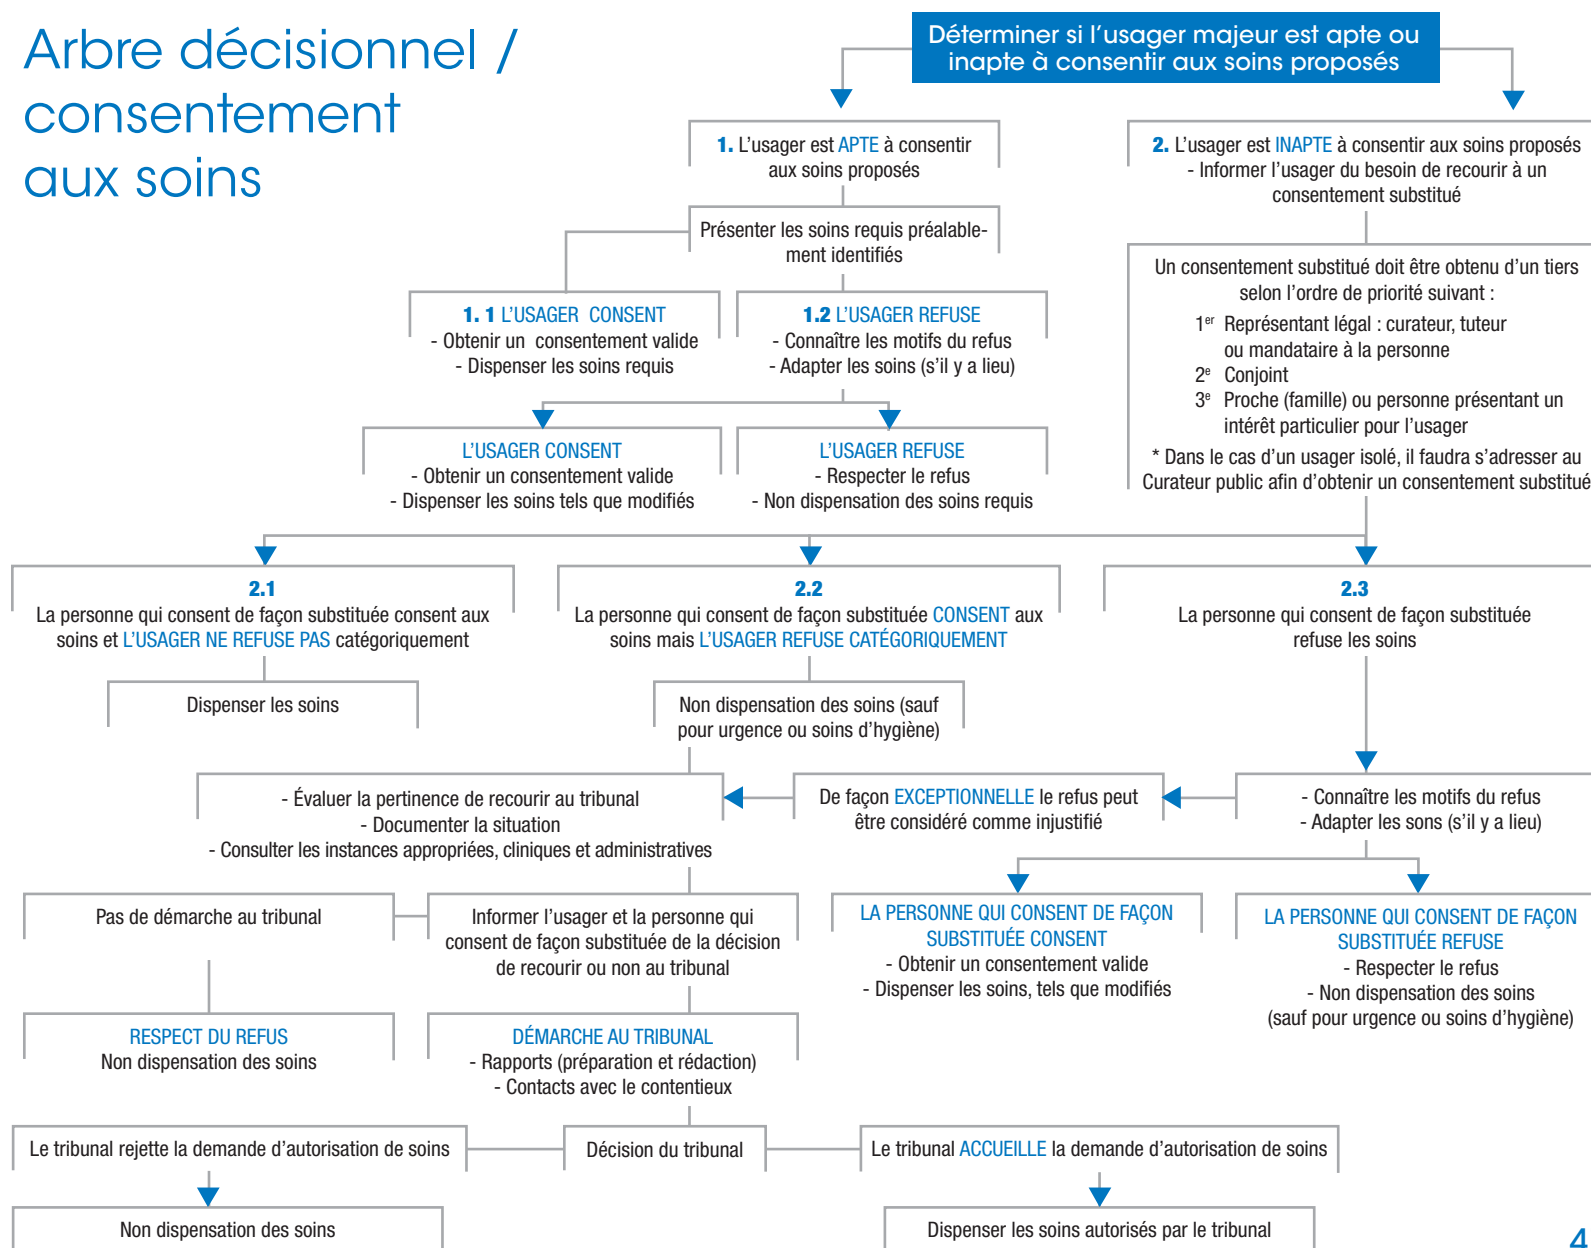 Arbre décisionnel /
consentement
aux soins
Déterminer si l'usager majeur est apte ou
inapte à consentir aux soins proposés
1. L'usager est APTE à consentir
aux soins proposés
2. L'usager est INAPTE à consentir aux soins proposés
- Informer l'usager du besoin de recourir à un
consentement substitué
Présenter les soins requis préalable-
ment identifiés
Un consentement substitué doit être obtenu d'un tiers
selon l'ordre de priorité suivant :
1er Représentant légal : curateur, tuteur
ou mandataire à la personne
2e Conjoint
3e Proche (famille) ou personne présentant un
intérêt particulier pour l'usager
* Dans le cas d'un usager isolé, il faudra s'adresser au
Curateur public afin d'obtenir un consentement substitué
1. 1 L'USAGER CONSENT
- Obtenir un consentement valide
- Dispenser les soins requis
1.2 L'USAGER REFUSE
- Connaître les motifs du refus
- Adapter les soins (s'il y a lieu)
L'USAGER CONSENT
- Obtenir un consentement valide
- Dispenser les soins tels que modifiés
L'USAGER REFUSE
- Respecter le refus
- Non dispensation des soins requis
2.1
La personne qui consent de façon substituée consent aux
soins et L'USAGER NE REFUSE PAS catégoriquement
2.2
La personne qui consent de façon substituée CONSENT aux
soins mais L'USAGER REFUSE CATÉGORIQUEMENT
2.3
La personne qui consent de façon substituée
refuse les soins
Dispenser les soins
Non dispensation des soins (sauf
pour urgence ou soins d'hygiène)
- Évaluer la pertinence de recourir au tribunal
- Documenter la situation
- Consulter les instances appropriées, cliniques et administratives
De façon EXCEPTIONNELLE le refus peut
être considéré comme injustifié
- Connaître les motifs du refus
- Adapter les sons (s'il y a lieu)
Pas de démarche au tribunal
Informer l'usager et la personne qui
consent de façon substituée de la décision
de recourir ou non au tribunal
LA PERSONNE QUI CONSENT DE FAÇON
SUBSTITUÉE CONSENT
- Obtenir un consentement valide
- Dispenser les soins, tels que modifiés
LA PERSONNE QUI CONSENT DE FAÇON
SUBSTITUÉE REFUSE
- Respecter le refus
- Non dispensation des soins
(sauf pour urgence ou soins d'hygiène)
RESPECT DU REFUS
Non dispensation des soins
DÉMARCHE AU TRIBUNAL
- Rapports (préparation et rédaction)
- Contacts avec le contentieux
Le tribunal rejette la demande d'autorisation de soins
Décision du tribunal
Le tribunal ACCUEILLE la demande d'autorisation de soins
Non dispensation des soins
Dispenser les soins autorisés par le tribunal
4